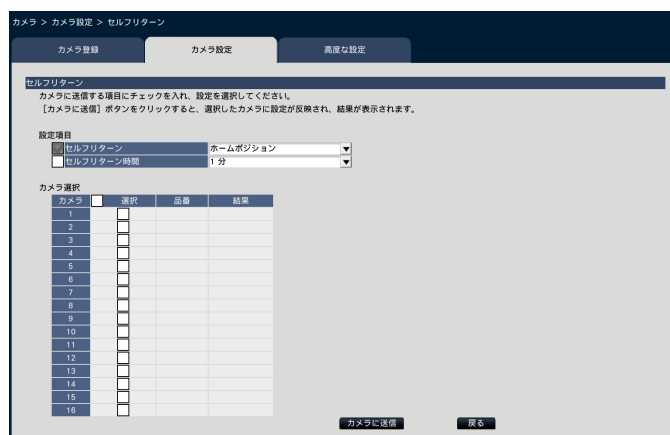 カメラ > カメラ設定 > セルフリターン
カメラ登録 カメラ設定 高度な設定
セルフリターン
カメラに送信する項目にチェックを入れ、設定を選択してください。
［カメラに送信］ボタンをクリックすると、選択したカメラに設定が反映され、結果が表示されます。
設定項目
セルフリターン ホームポジション
セルフリターン時間 1 分
カメラ選択
カメラ 選択 品番 結果
1
2
3
4
5
6
7
8
9
10
11
12
13
14
15
16
カメラに送信 戻る